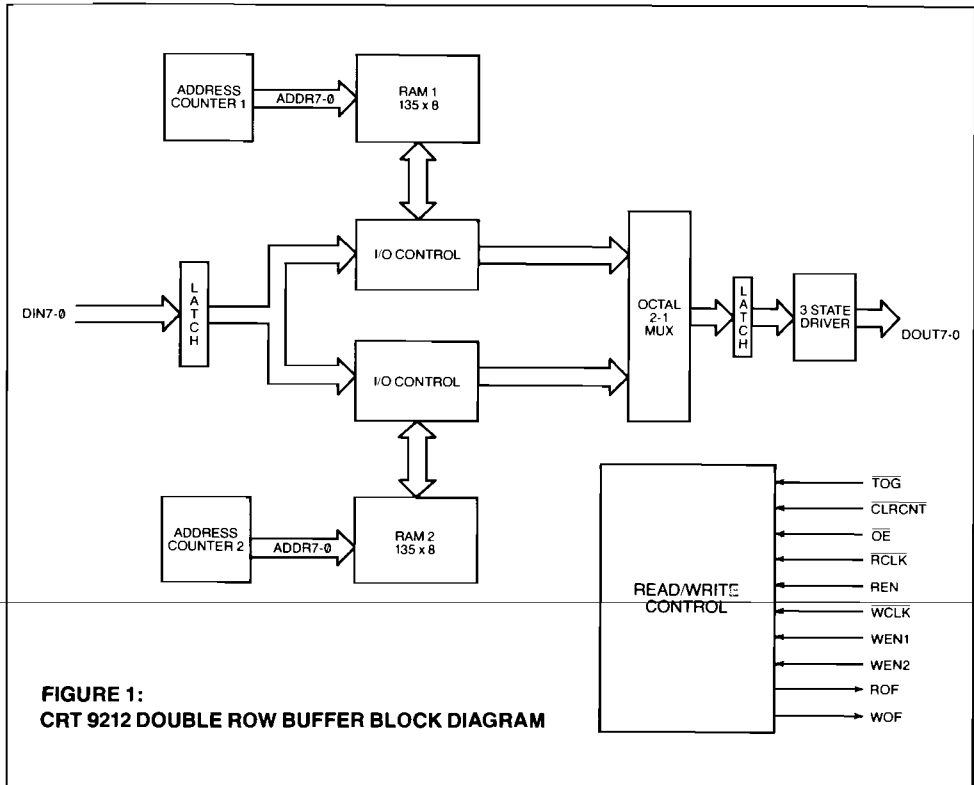 ADDRESS
COUNTER 1
ADDR7-0
RAM 1
135 x 8
I/O CONTROL
DIN7-0
LATCH
OCTAL
2-1
MUX
LATCH
3 STATE
DRIVER
DOUT7-0
I/O CONTROL
ADDRESS
COUNTER 2
ADDR7-0
RAM 2
135 x 8
READ/WRITE
CONTROL
TOG
CLRCNT
OE
RCLK
REN
WCLK
WEN1
WEN2
ROF
WOF
FIGURE 1:
CRT 9212 DOUBLE ROW BUFFER BLOCK DIAGRAM